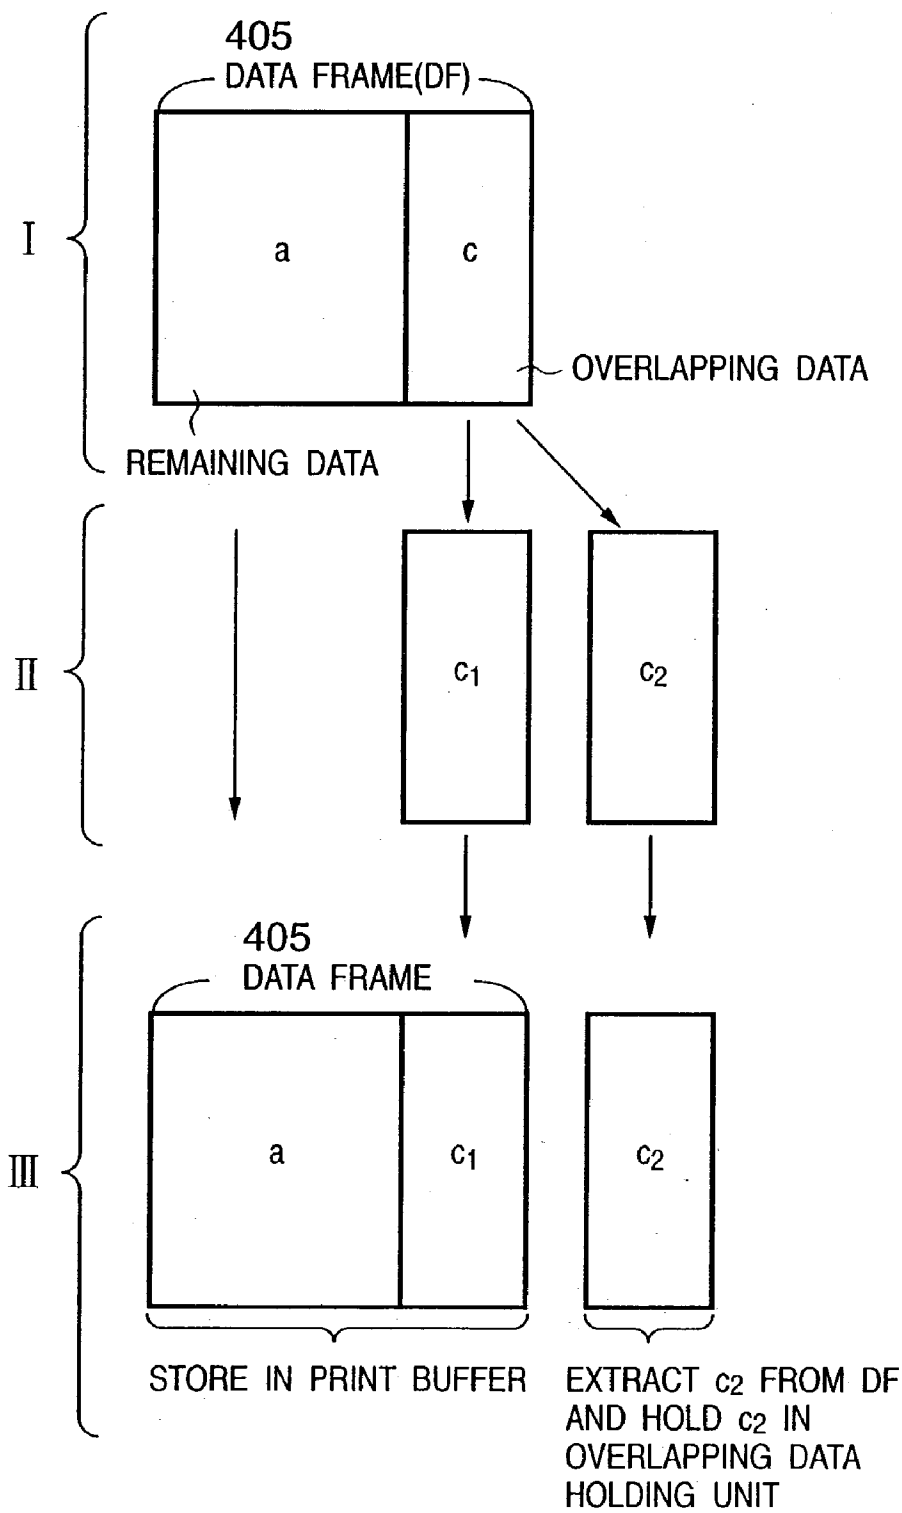 405
DATA FRAME(DF)
I
a
c
OVERLAPPING DATA
REMAINING DATA
II
c1
c2
405
DATA FRAME
III
a
c1
c2
STORE IN PRINT BUFFER
EXTRACT c2 FROM DF
AND HOLD c2 IN
OVERLAPPING DATA
HOLDING UNIT